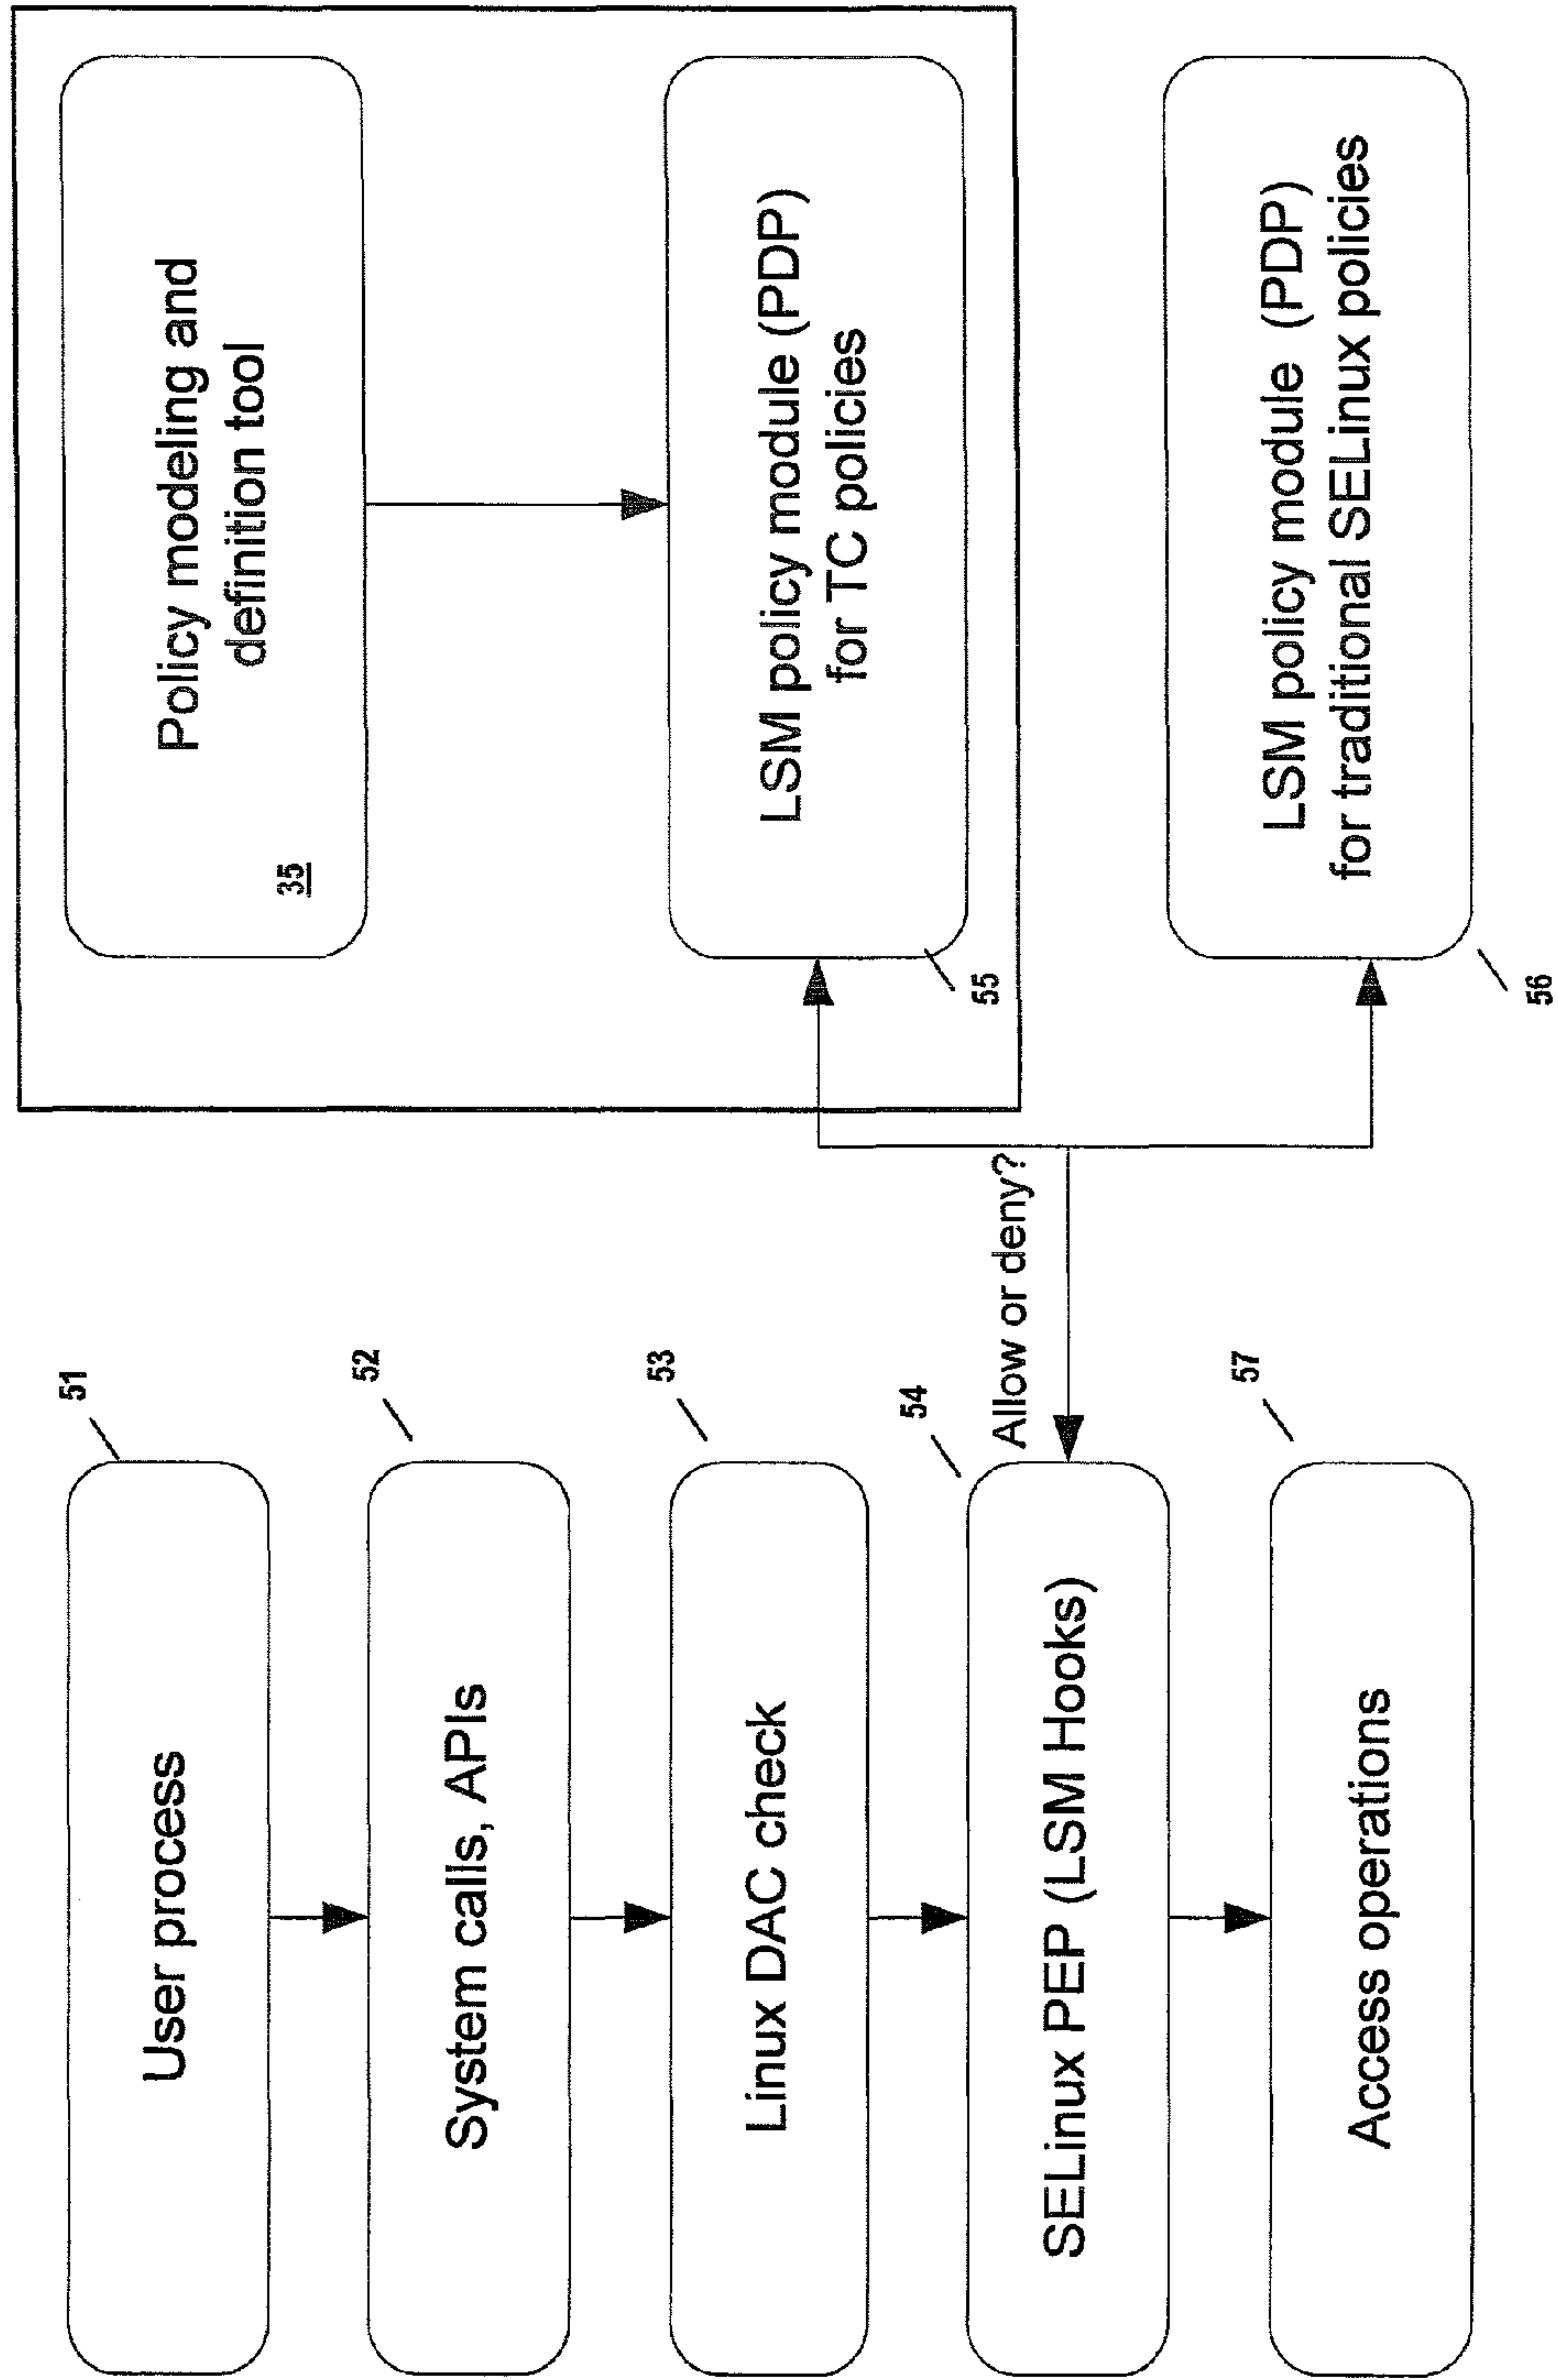 User process
51
System calls, APIs
52
Linux DAC check
53
SELinux PEP (LSM Hooks)
54
Access operations
57
Allow or deny?
Policy modeling and
definition tool
35
LSM policy module (PDP)
for TC policies
55
LSM policy module (PDP)
for traditional SELinux policies
56